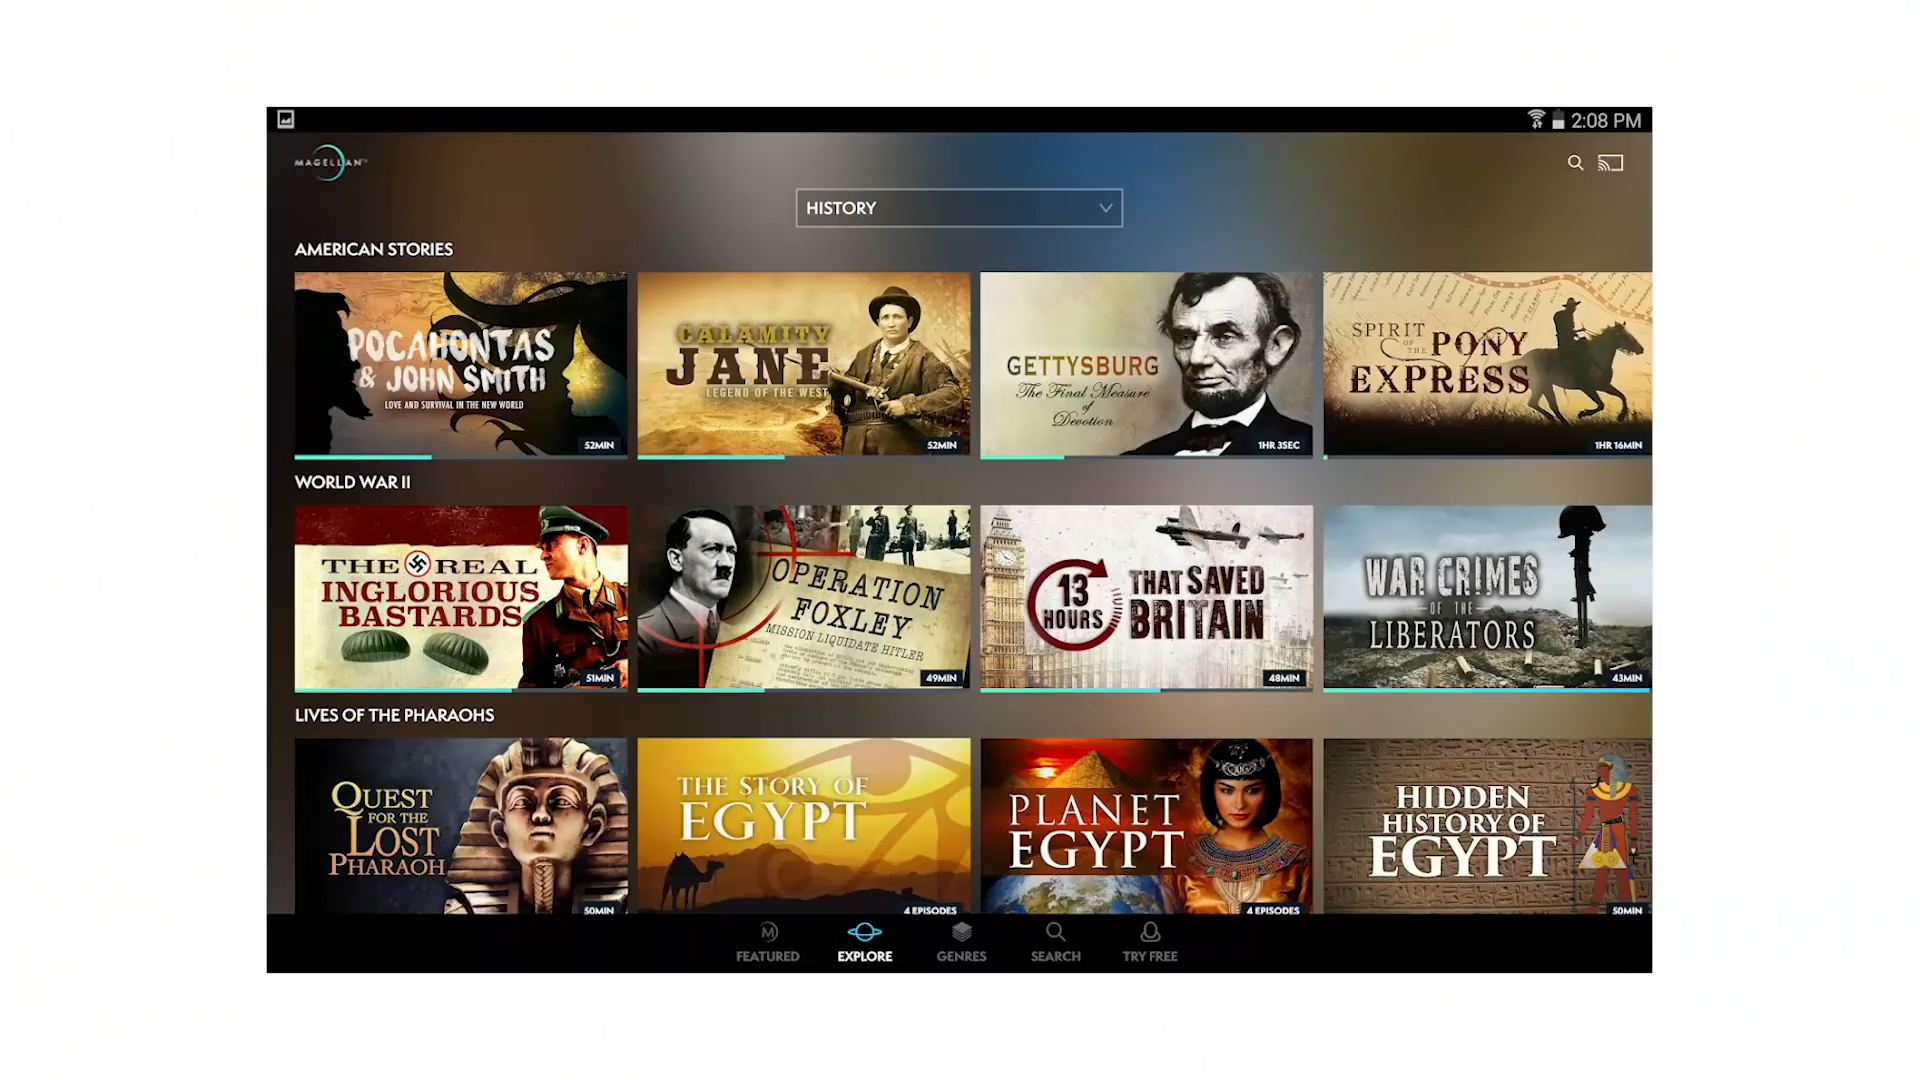 2:08 PM
MAGELLAN
HISTORY
AMERICAN STORIES
POCAHONTAS
& JOHN SMITH
LOVE AND SURVIVAL IN THE NEW WORLD
52MIN
CALAMITY
JANE
LEGEND OF THE WEST
52MIN
GETTYSBURG
The Final Measure
of
Devotion
1HR 3SEC
SPIRIT
OF THE PONY
EXPRESS
1HR 16MIN
WORLD WAR II
THE REAL
INGLORIOUS
BASTARDS
51MIN
OPERATION
FOXLEY
MISSION LIQUIDATE HITLER
49MIN
13
HOURS
THAT SAVED
BRITAIN
48MIN
WAR CRIMES
OF THE
LIBERATORS
43MIN
LIVES OF THE PHARAOHS
QUEST
FOR THE
LOST
PHARAOH
50MIN
THE STORY OF
EGYPT
4 EPISODES
PLANET
EGYPT
4 EPISODES
HIDDEN
HISTORY OF
EGYPT
50MIN
FEATURED
EXPLORE
GENRES
SEARCH
TRY FREE